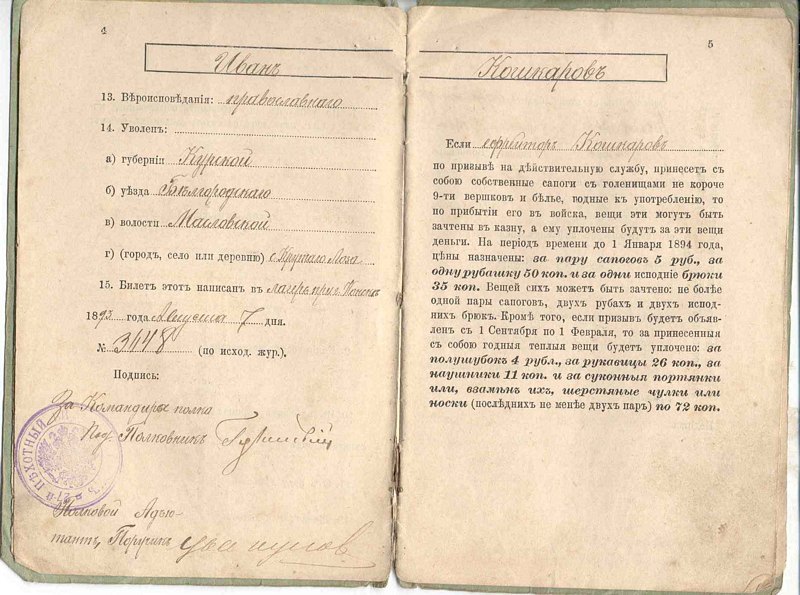 4
Иванъ
13. Вѣроисповѣданія: православнаго
14. Уволенъ:
а) губерніи Курской
б) уѣзда Бѣлгородскаго
в) волости Масловской
г) (городъ, село или деревню) с. Круглаго Лога
15. Билетъ этотъ написанъ въ лагерѣ при г.
1893 года Августа 7 дня.
№ 3448 (по исход. жур.).
Подпись:
За Командира полка
Под. Полковникъ
Полковой Адъю-
тантъ, Поручикъ
ПѢХОТНЫЙ
5
Кошкаровъ
Если ефрейторъ Кошкаровъ
по призывѣ на дѣйствительную службу, принесетъ съ
собою собственные сапоги съ голенищами не короче
9-ти вершковъ и бѣлье, годные къ употребленію, то
по прибытіи его въ войска, вещи эти могутъ быть
зачтены въ казну, а ему уплочены будутъ за эти вещи
деньги. На періодъ времени до 1 Января 1894 года,
цѣны назначены: за пару сапоговъ 5 руб., за
одну рубашку 50 коп. и за одни исподніе брюки
35 коп. Вещей сихъ можетъ быть зачтено: не болѣе
одной пары сапоговъ, двухъ рубахъ и двухъ испод-
нихъ брюкъ. Кромѣ того, если призывъ будетъ объяв-
ленъ съ 1 Сентября по 1 Февраля, то за принесенныя
съ собою годныя теплыя вещи будетъ уплочено: за
полушубокъ 4 рубл., за рукавицы 26 коп., за
наушники 11 коп. и за суконныя портянки
или, взамѣнъ ихъ, шерстяные чулки или
носки (послѣднихъ не менѣе двухъ паръ) по 72 коп.